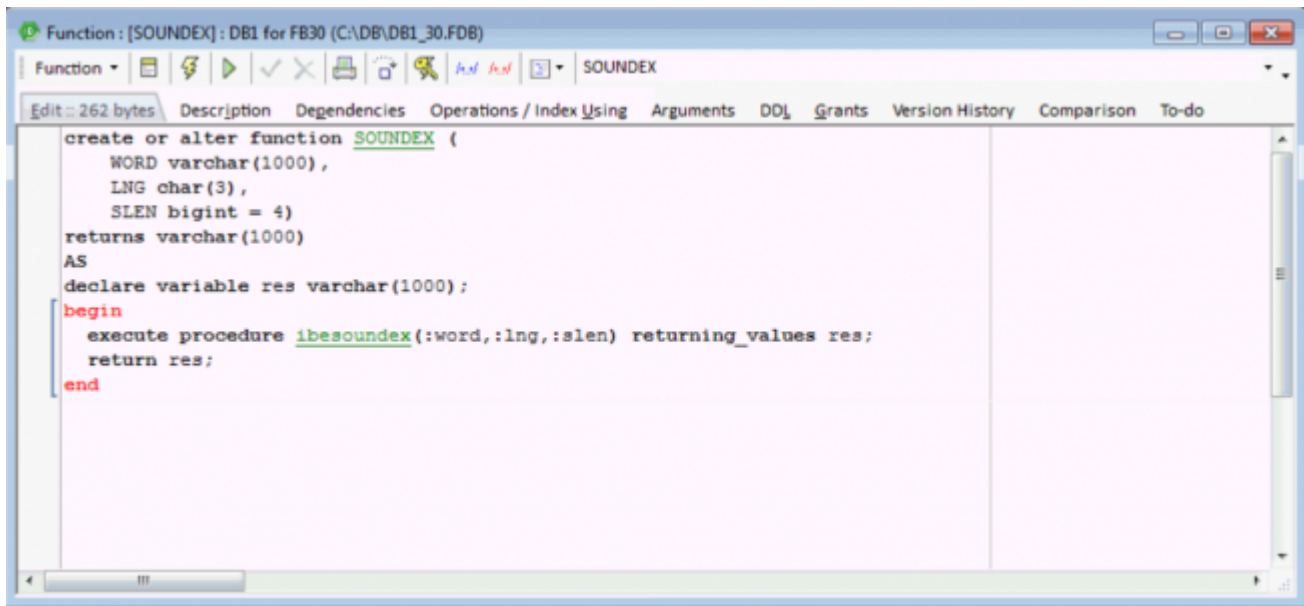 Function : [SOUNDEX] : DB1 for FB30 (C:\DB\DB1_30.FDB)
Function SOUNDEX
Edit :: 262 bytes Description Dependencies Operations / Index Using Arguments DDL Grants Version History Comparison To-do
create or alter function SOUNDEX (
    WORD varchar(1000),
    LNG char(3),
    SLEN bigint = 4)
returns varchar(1000)
AS
declare variable res varchar(1000);
begin
  execute procedure ibesoundex(:word,:lng,:slen) returning_values res;
  return res;
end